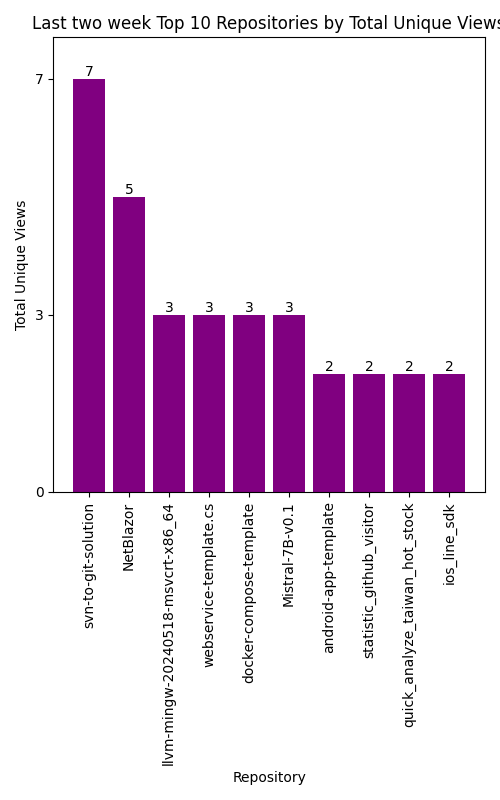 Last two week Top 10 Repositories by Total Unique Views
7
3
0
Total Unique Views
7
5
3
3
3
3
2
2
2
2
svn-to-git-solution
NetBlazor
llvm-mingw-20240518-msvcrt-x86_64
webservice-template.cs
docker-compose-template
Mistral-7B-v0.1
android-app-template
statistic_github_visitor
quick_analyze_taiwan_hot_stock
ios_line_sdk
Repository